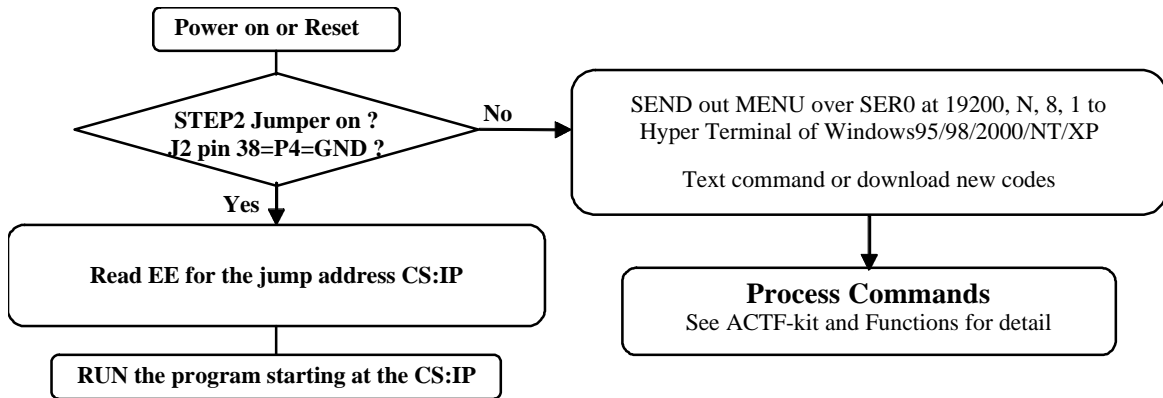 Power on or Reset
STEP2 Jumper on ?
J2 pin 38=P4=GND ?
No
SEND out MENU over SER0 at 19200, N, 8, 1 to
Hyper Terminal of Windows95/98/2000/NT/XP
Text command or download new codes
Yes
Read EE for the jump address CS:IP
Process Commands
See ACTF-kit and Functions for detail
RUN the program starting at the CS:IP